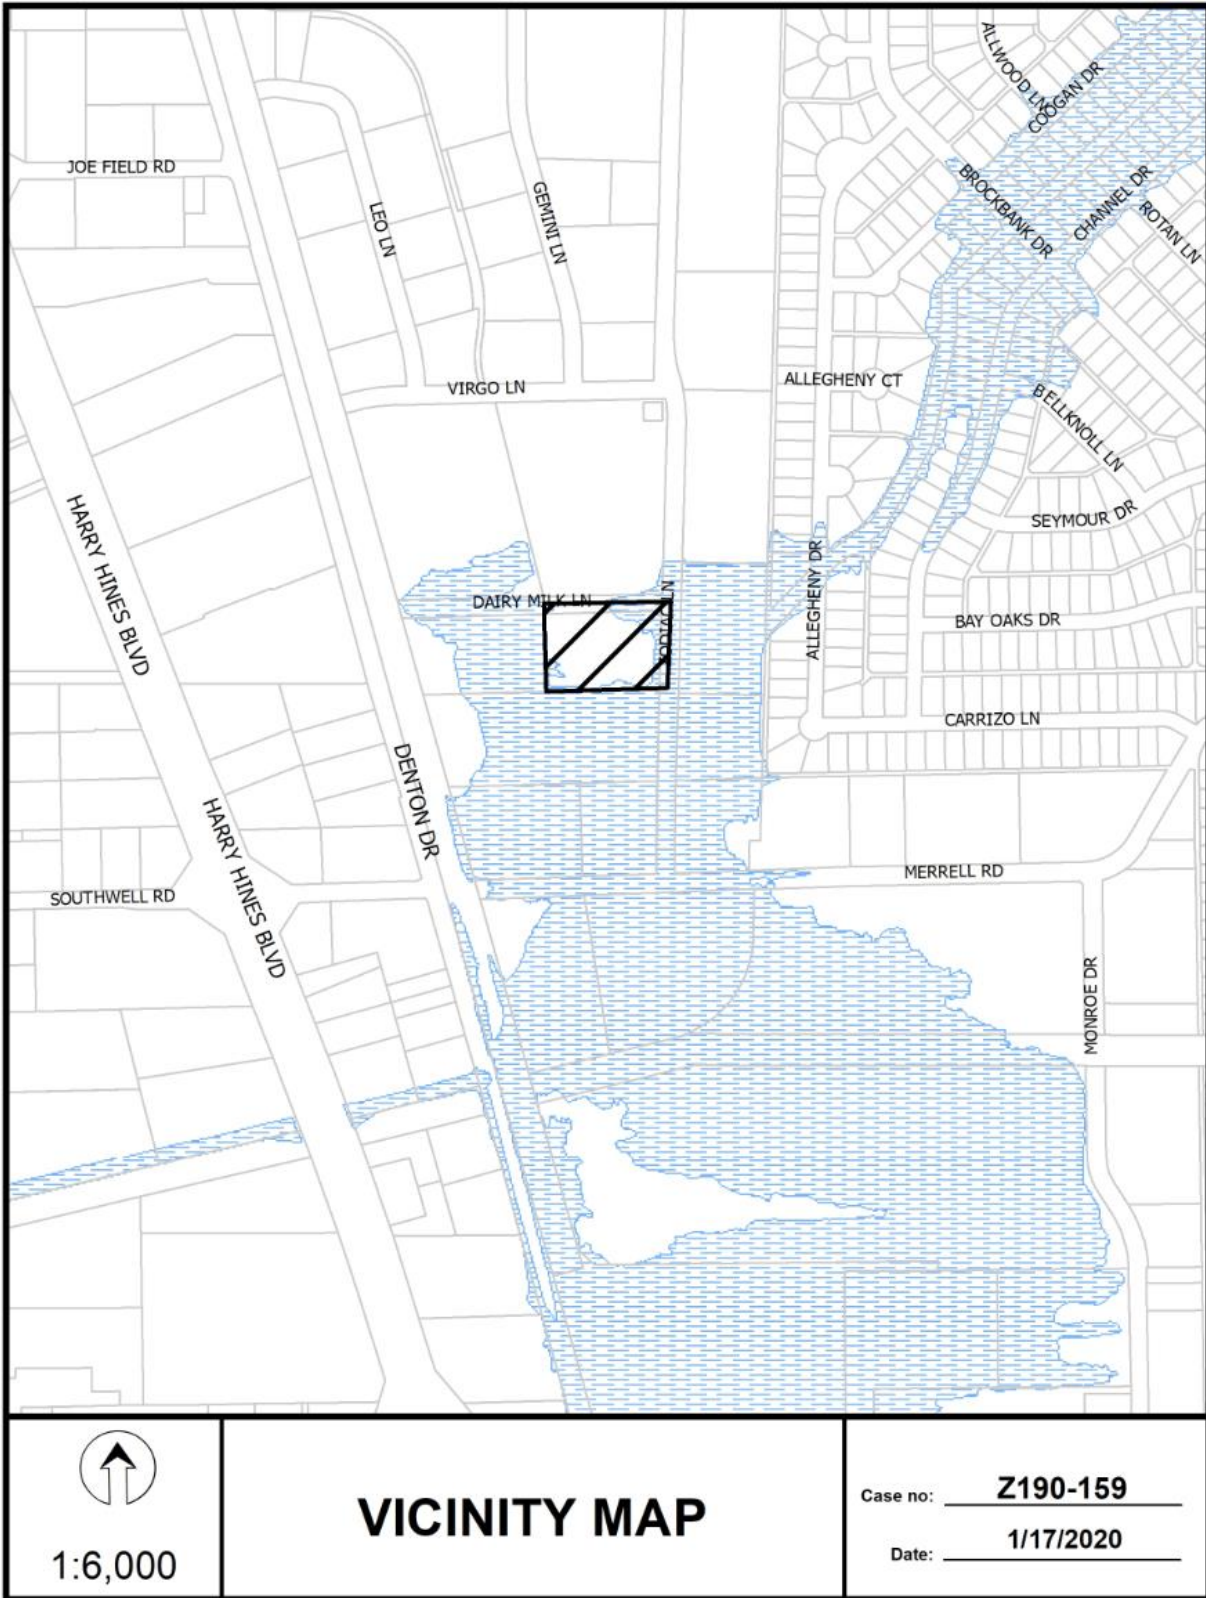 ALLWOOD LN
COOGAN DR
JOE FIELD RD
BROCKBANK DR
CHANNEL DR
ROTAN LN
LEO LN
GEMINI LN
VIRGO LN
ALLEGHENY CT
BELLKNOLL LN
SEYMOUR DR
HARRY HINES BLVD
ALLEGHENY DR
DAIRY MILK LN
BAY OAKS DR
CARRIZO LN
DENTON DR
HARRY HINES BLVD
MERRELL RD
SOUTHWELL RD
MONROE DR
1:6,000
VICINITY MAP
Case no: Z190-159
Date: 1/17/2020